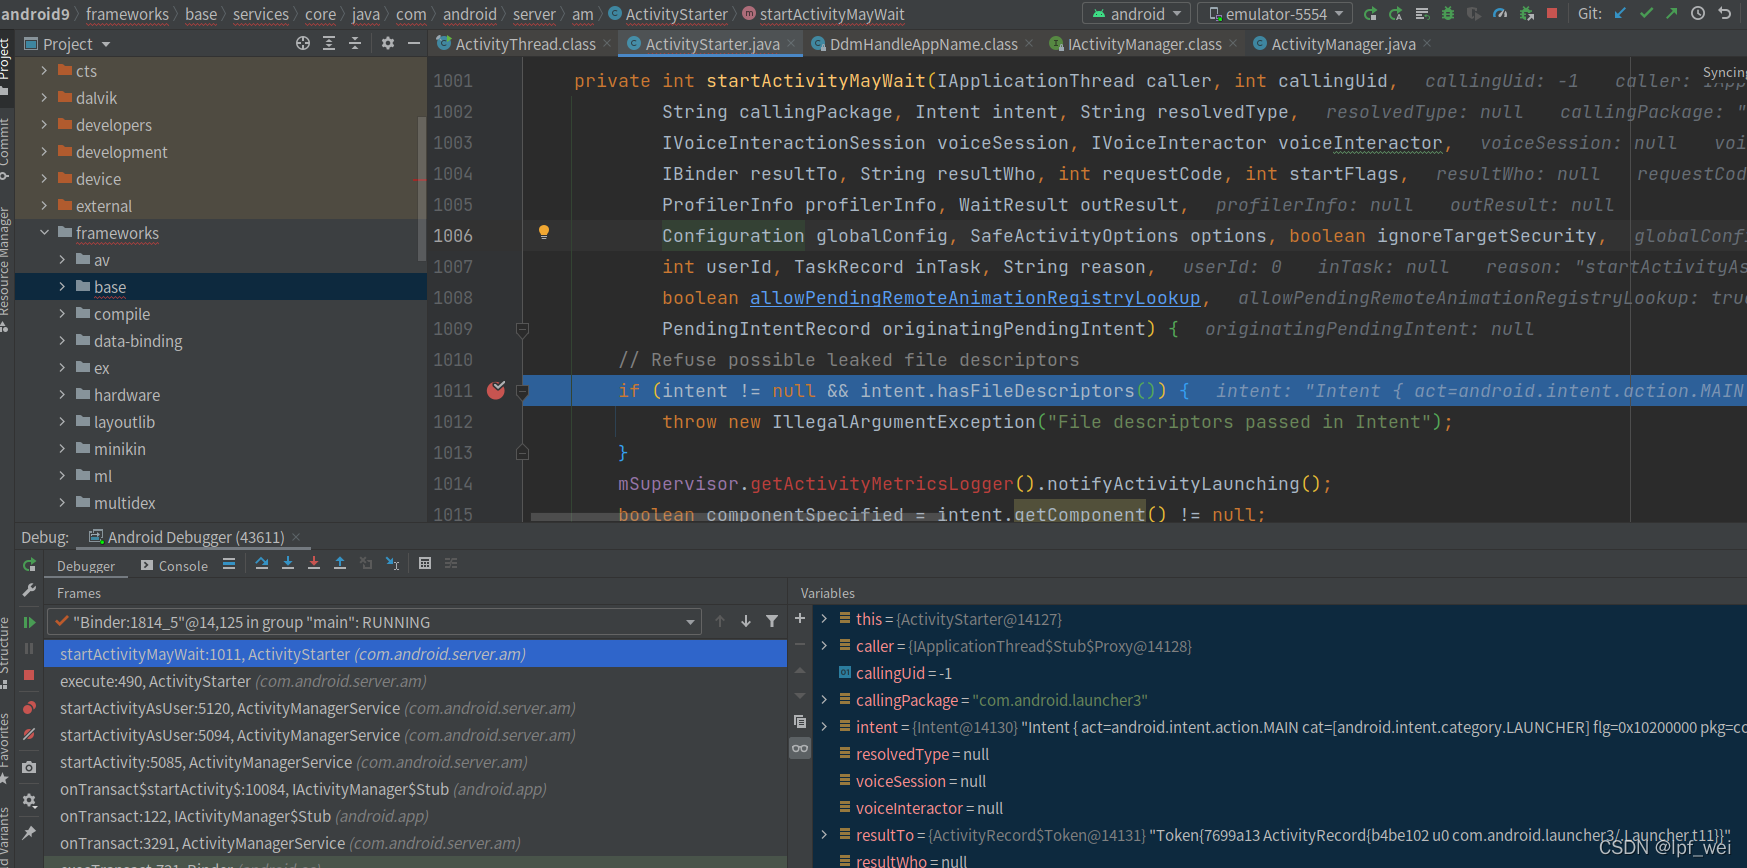 android9 frameworks base services core java com android server am ActivityStarter startActivityMayWait android emulator-5554 Git:
Project
ActivityThread.class ActivityStarter.java DdmHandleAppName.class IActivityManager.class ActivityManager.java
cts
dalvik
developers
development
device
external
frameworks
av
base
compile
data-binding
ex
hardware
layoutlib
minikin
ml
multidex
Project
Commit
Resource Manager
Syncing
1001 private int startActivityMayWait(IApplicationThread caller, int callingUid, callingUid: -1 caller: IApp
1002 String callingPackage, Intent intent, String resolvedType, resolvedType: null callingPackage: "
1003 IVoiceInteractionSession voiceSession, IVoiceInteractor voiceInteractor, voiceSession: null voi
1004 IBinder resultTo, String resultWho, int requestCode, int startFlags, resultWho: null requestCod
1005 ProfilerInfo profilerInfo, WaitResult outResult, profilerInfo: null outResult: null
1006 Configuration globalConfig, SafeActivityOptions options, boolean ignoreTargetSecurity, globalConfi
1007 int userId, TaskRecord inTask, String reason, userId: 0 inTask: null reason: "startActivityAs
1008 boolean allowPendingRemoteAnimationRegistryLookup, allowPendingRemoteAnimationRegistryLookup: true
1009 PendingIntentRecord originatingPendingIntent) { originatingPendingIntent: null
1010 // Refuse possible leaked file descriptors
1011 if (intent != null && intent.hasFileDescriptors()) { intent: "Intent { act=android.intent.action.MAIN
1012 throw new IllegalArgumentException("File descriptors passed in Intent");
1013 }
1014 mSupervisor.getActivityMetricsLogger().notifyActivityLaunching();
1015 boolean componentSpecified = intent.getComponent() != null;
Debug: Android Debugger (43611)
Debugger Console
Frames
"Binder:1814_5"@14,125 in group "main": RUNNING
startActivityMayWait:1011, ActivityStarter (com.android.server.am)
execute:490, ActivityStarter (com.android.server.am)
startActivityAsUser:5120, ActivityManagerService (com.android.server.am)
startActivityAsUser:5094, ActivityManagerService (com.android.server.am)
startActivity:5085, ActivityManagerService (com.android.server.am)
onTransact$startActivity$:10084, IActivityManager$Stub (android.app)
onTransact:122, IActivityManager$Stub (android.app)
onTransact:3291, ActivityManagerService (com.android.server.am)
execTransact:731, Binder (android.os)
Structure
Favorites
d Variants
Variables
this = {ActivityStarter@14127}
caller = {IApplicationThread$Stub$Proxy@14128}
callingUid = -1
callingPackage = "com.android.launcher3"
intent = {Intent@14130} "Intent { act=android.intent.action.MAIN cat=[android.intent.category.LAUNCHER] flg=0x10200000 pkg=co
resolvedType = null
voiceSession = null
voiceInteractor = null
resultTo = {ActivityRecord$Token@14131} "Token{7699a13 ActivityRecord{b4be102 u0 com.android.launcher3/.Launcher t11}}"
resultWho = null
CSDN @lpf_wei